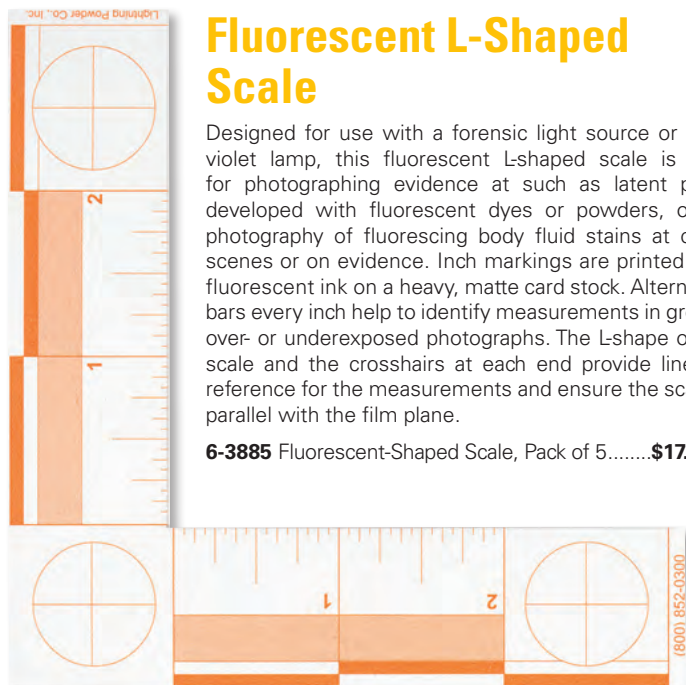 Lightning Powder Co., Inc.
Fluorescent L-Shaped
Scale
Designed for use with a forensic light source or
violet lamp, this fluorescent L-shaped scale is
for photographing evidence at such as latent
developed with fluorescent dyes or powders,
photography of fluorescing body fluid stains at
scenes or on evidence. Inch markings are printed
fluorescent ink on a heavy, matte card stock.
bars every inch help to identify measurements in
over- or underexposed photographs. The L-shape
scale and the crosshairs at each end provide
reference for the measurements and ensure the
parallel with the film plane.
6-3885 Fluorescent-Shaped Scale, Pack of 5........$17.
2
1
1
2
(800) 852-0300